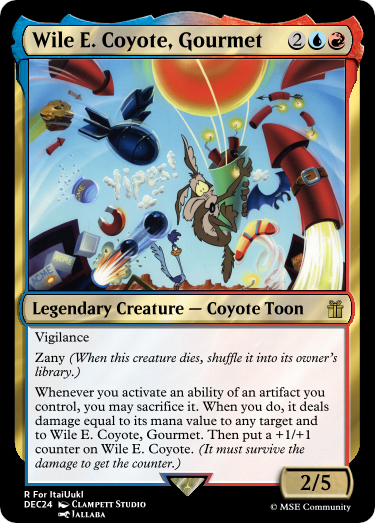 Wile E. Coyote, Gourmet 2
Yipes!
ACME
Legendary Creature — Coyote Toon
Vigilance
Zany (When this creature dies, shuffle it into its owner's
library.)
Whenever you activate an ability of an artifact you
control, you may sacrifice it. When you do, it deals
damage equal to its mana value to any target and
to Wile E. Coyote, Gourmet. Then put a +1/+1
counter on Wile E. Coyote. (It must survive the
damage to get the counter.)
2/5
R For ItaiUukI
DEC24 Clampett Studio
Jallaba
© MSE Community